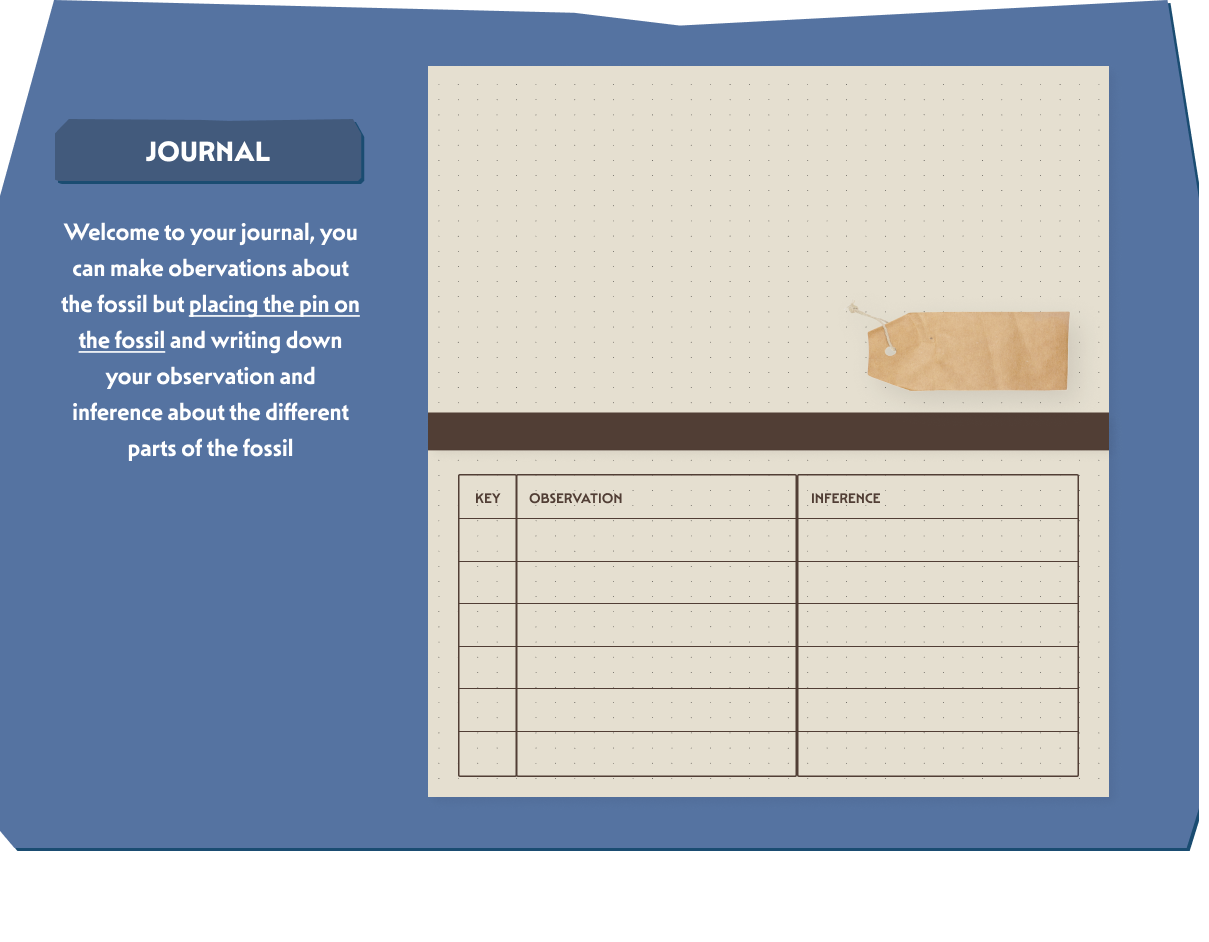 JOURNAL
Welcome to your journal, you
can make obervations about
the fossil but placing the pin on
the fossil and writing down
your observation and
inference about the different
parts of the fossil
KEY OBSERVATION INFERENCE